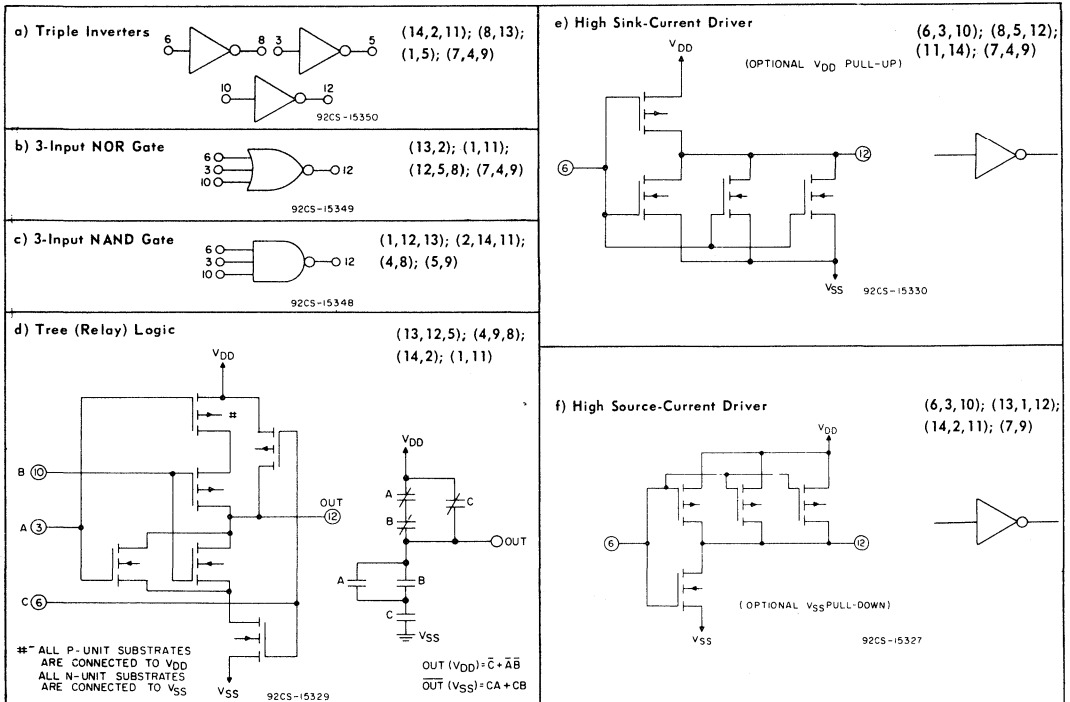 a) Triple Inverters
(14,2,11); (8,13);
(1,5); (7,4,9)
6
8
3
5
10
12
92CS-15350
b) 3-Input NOR Gate
(13,2); (1,11);
(12,5,8); (7,4,9)
6
3
10
12
92CS-15349
c) 3-Input NAND Gate
(1,12,13); (2,14,11);
(4,8); (5,9)
6
3
10
12
92CS-15348
d) Tree (Relay) Logic
(13,12,5); (4,9,8);
(14,2); (1,11)
VDD
#
B 10
OUT
12
A 3
C 6
VSS
#- ALL P-UNIT SUBSTRATES
ARE CONNECTED TO VDD
ALL N-UNIT SUBSTRATES
ARE CONNECTED TO VSS
92CS-15329
VDD
A
C
B
OUT
A
B
C
VSS
OUT (VDD)=C̅ + A̅B̅
O̅U̅T̅ (VSS)= CA + CB
e) High Sink-Current Driver
(6,3,10); (8,5,12);
(11,14); (7,4,9)
VDD
(OPTIONAL VDD PULL-UP)
6
12
VSS
92CS-15330
f) High Source-Current Driver
(6,3,10); (13,1,12);
(14,2,11); (7,9)
VDD
6
12
(OPTIONAL VSS PULL-DOWN)
VSS
92CS-15327